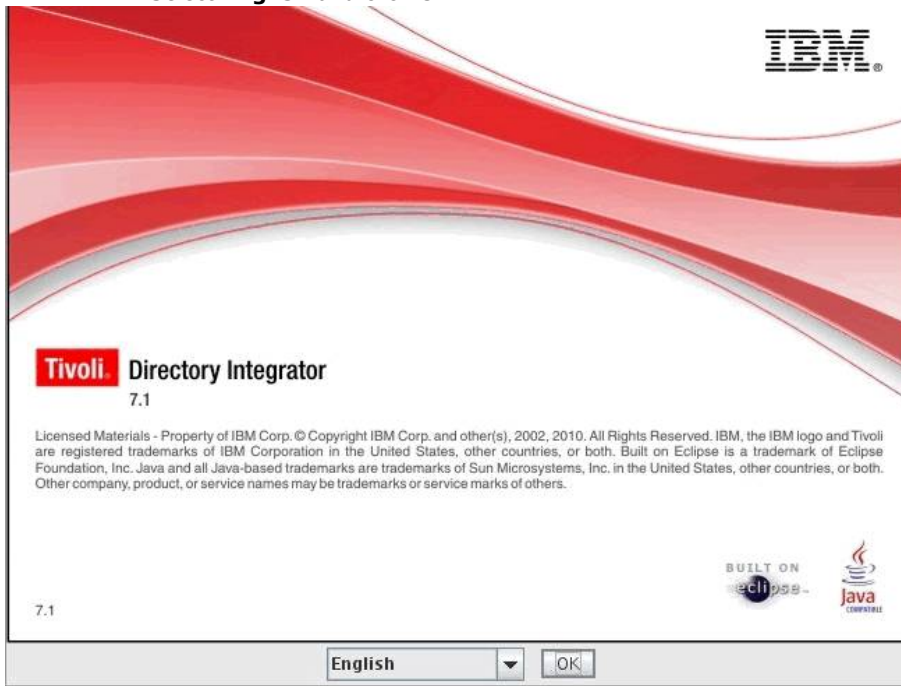 IBM®
Tivoli® Directory Integrator
7.1
Licensed Materials - Property of IBM Corp. © Copyright IBM Corp. and other(s), 2002, 2010. All Rights Reserved. IBM, the IBM logo and Tivoli
are registered trademarks of IBM Corporation in the United States, other countries, or both. Built on Eclipse is a trademark of Eclipse
Foundation, Inc. Java and all Java-based trademarks are trademarks of Sun Microsystems, Inc. in the United States, other countries, or both.
Other company, product, or service names may be trademarks or service marks of others.
BUILT ON
eclipse™
Java
COMPATIBLE
7.1
English
OK